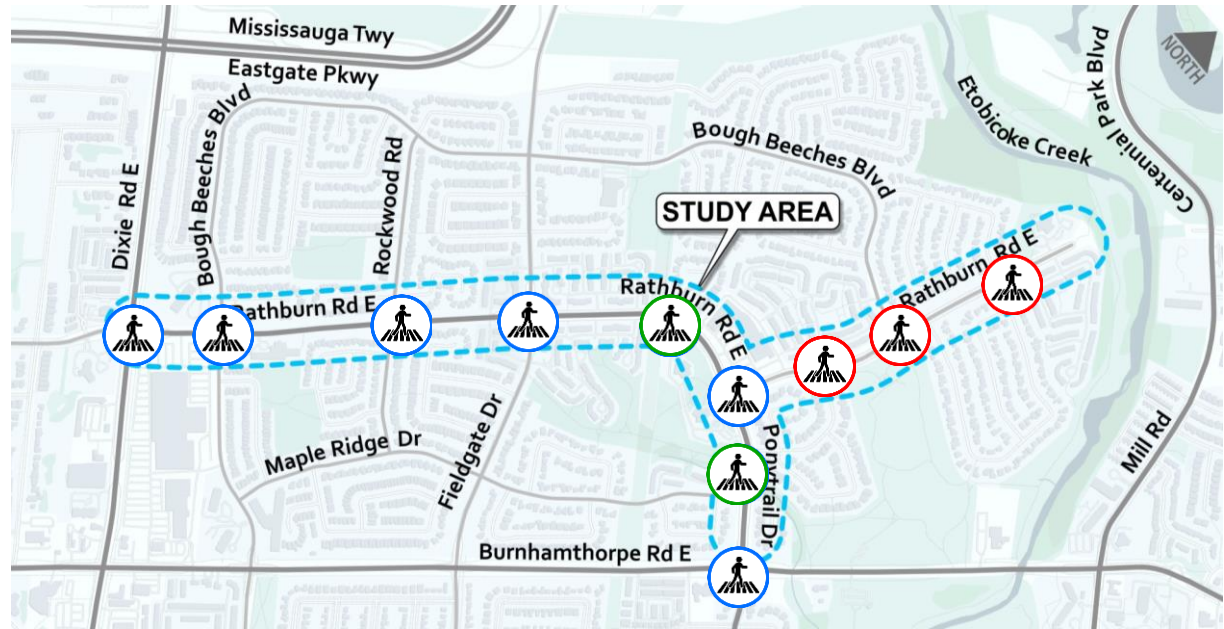 Mississauga Twy
Eastgate Pkwy
Bough Beeches Blvd
Dixie Rd E
Rockwood Rd
Bough Beeches Blvd
Etobicoke Creek
Centennial Park Blvd
NORTH
STUDY AREA
Rathburn Rd E
Rathburn Rd E
Rathburn Rd E
Maple Ridge Dr
Fieldgate Dr
Ponytrail Dr
Mill Rd
Burnhamthorpe Rd E